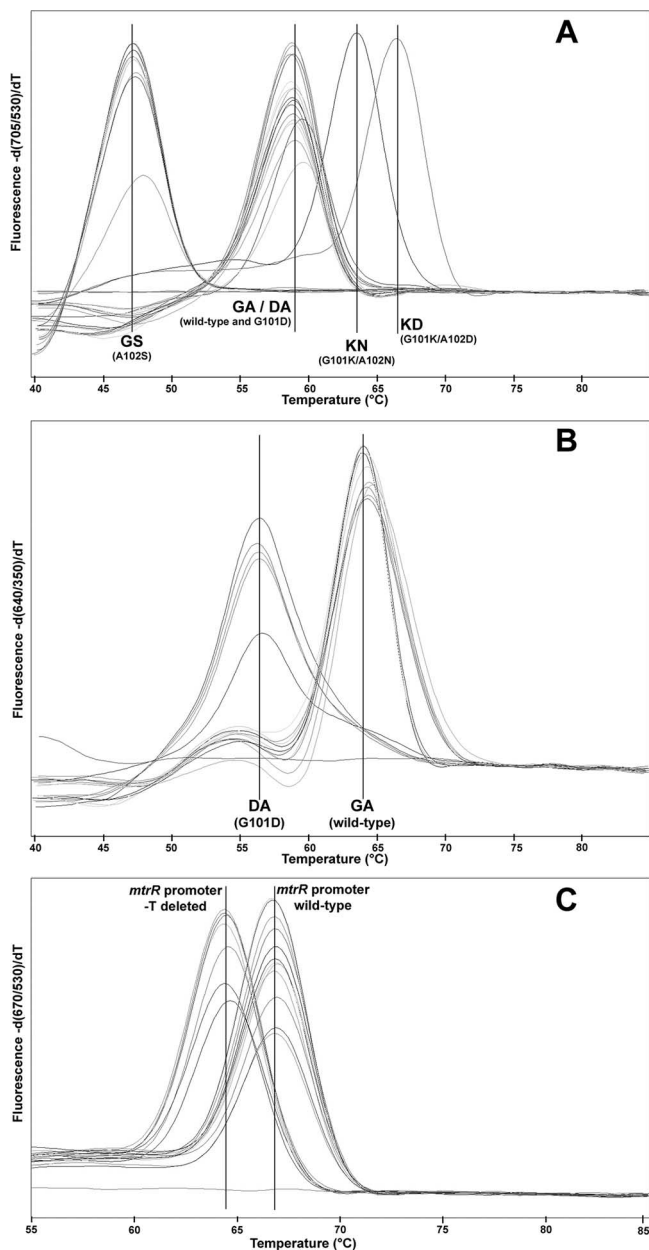 A
Fluorescence -d(705/530)/dT
GS
(A102S)
GA / DA
(wild-type and G101D)
KN
(G101K/A102N)
KD
(G101K/A102D)
40 45 50 55 60 65 70 75 80
Temperature (°C)
B
Fluorescence -d(640/350)/dT
DA
(G101D)
GA
(wild-type)
40 45 50 55 60 65 70 75 80
Temperature (°C)
C
Fluorescence -d(670/530)/dT
mtrR promoter
-T deleted
mtrR promoter
wild-type
55 60 65 70 75 80 85
Temperature (°C)